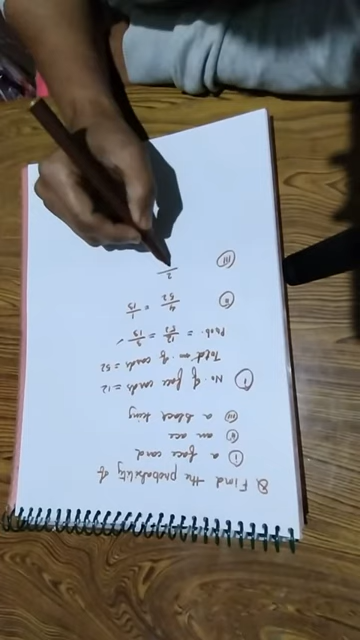 Q Find the probability of
(i) a face card
(ii) an ace
(iii) a black king
(i) No. of face cards = 12
Total no. of cards = 52
Prob. = 12/52 = 3/13
(ii) 4/52 = 1/13
(iii) 2/